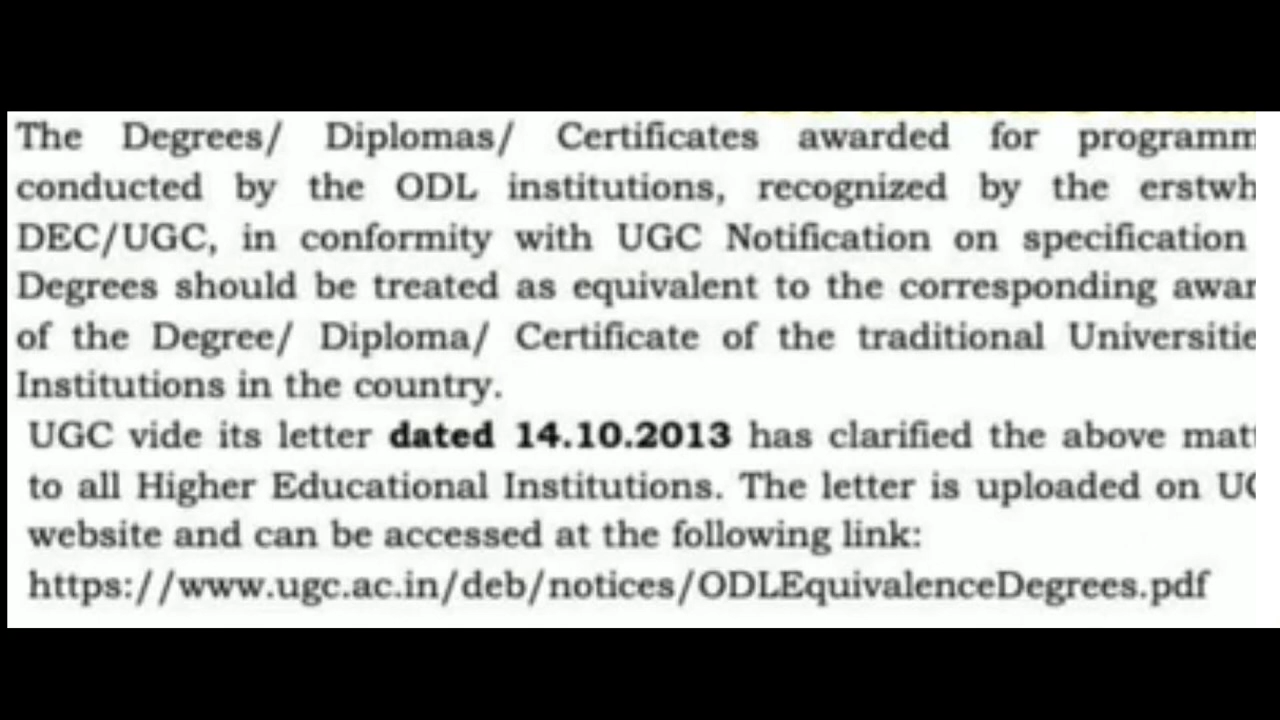 The Degrees/ Diplomas/ Certificates awarded for programm
conducted by the ODL institutions, recognized by the erstwh
DEC/UGC, in conformity with UGC Notification on specification
Degrees should be treated as equivalent to the corresponding awar
of the Degree/ Diploma/ Certificate of the traditional Universitie
Institutions in the country.
UGC vide its letter dated 14.10.2013 has clarified the above matt
to all Higher Educational Institutions. The letter is uploaded on UG
website and can be accessed at the following link:
https://www.ugc.ac.in/deb/notices/ODLEquivalenceDegrees.pdf